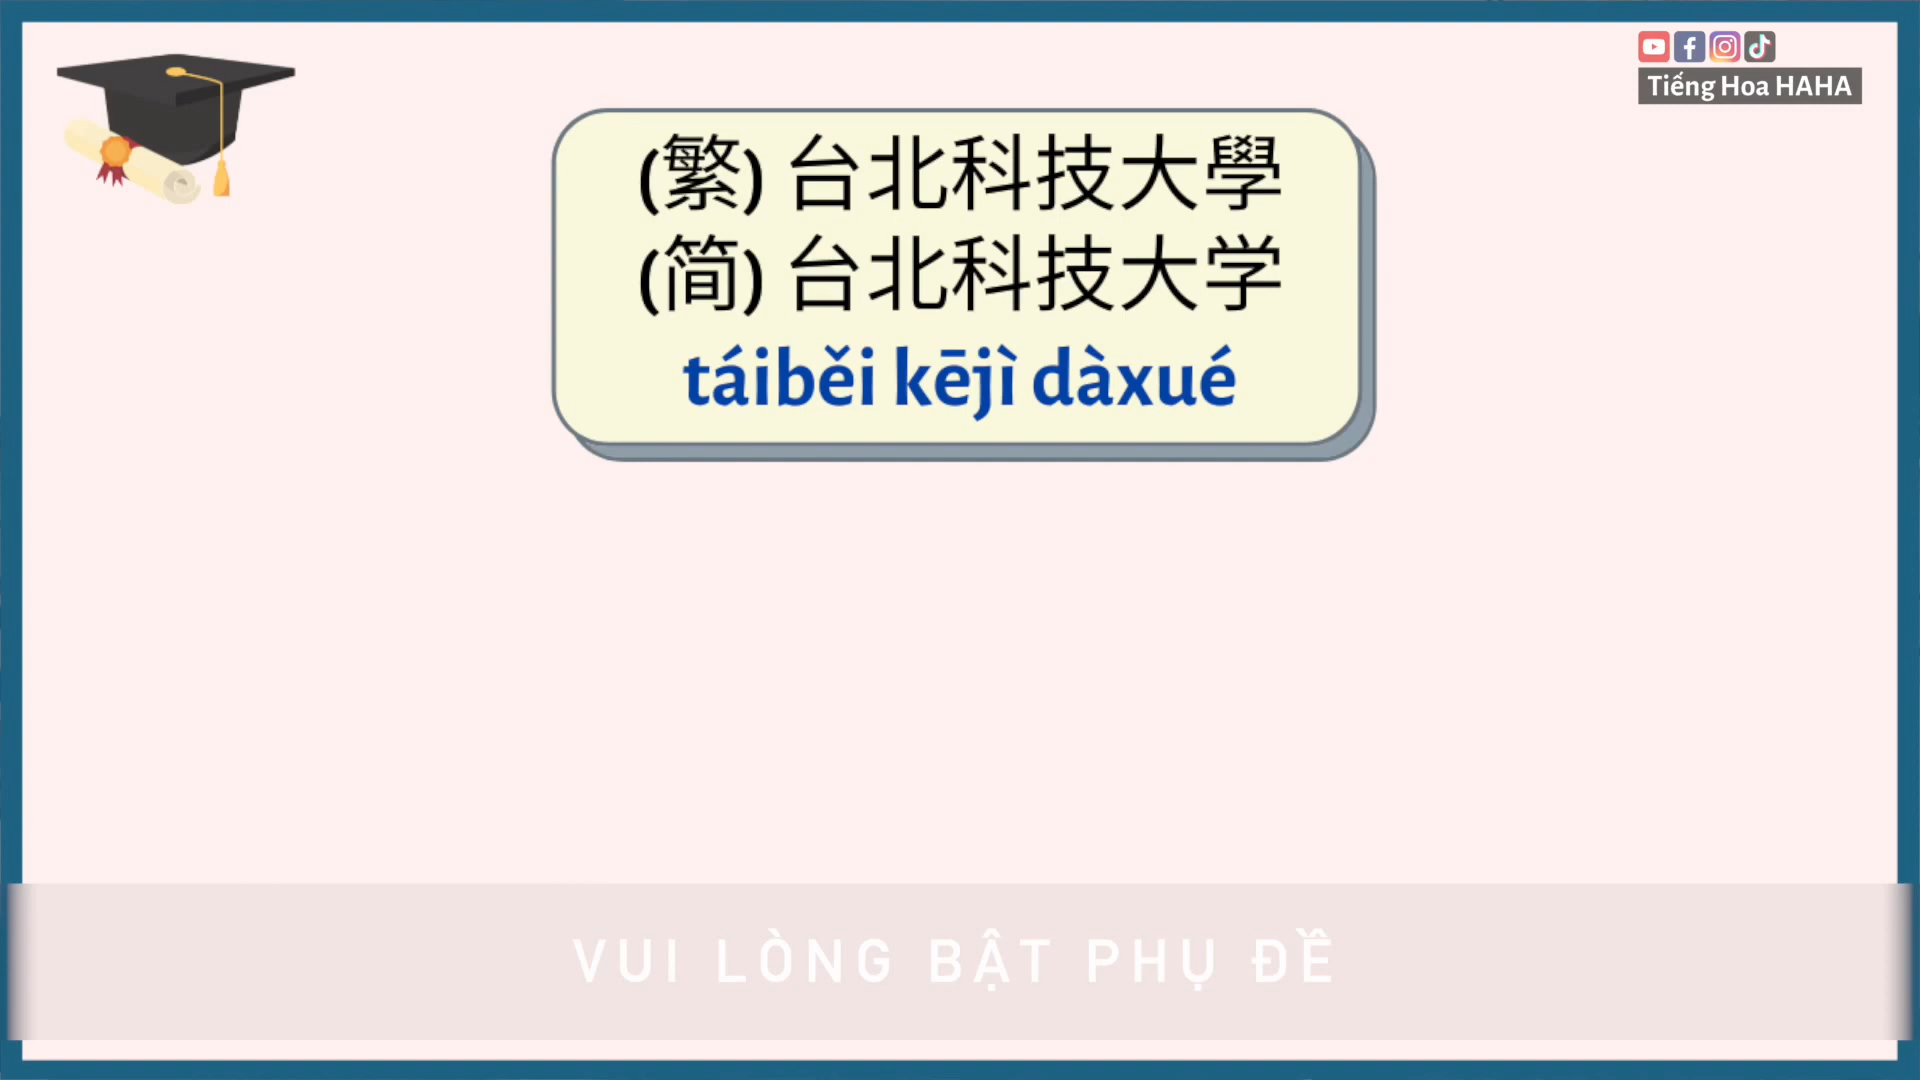 Tiếng Hoa HAHA
(繁) 台北科技大學
(简) 台北科技大学
táiběi kējì dàxué
VUI LÒNG BẬT PHỤ ĐỀ